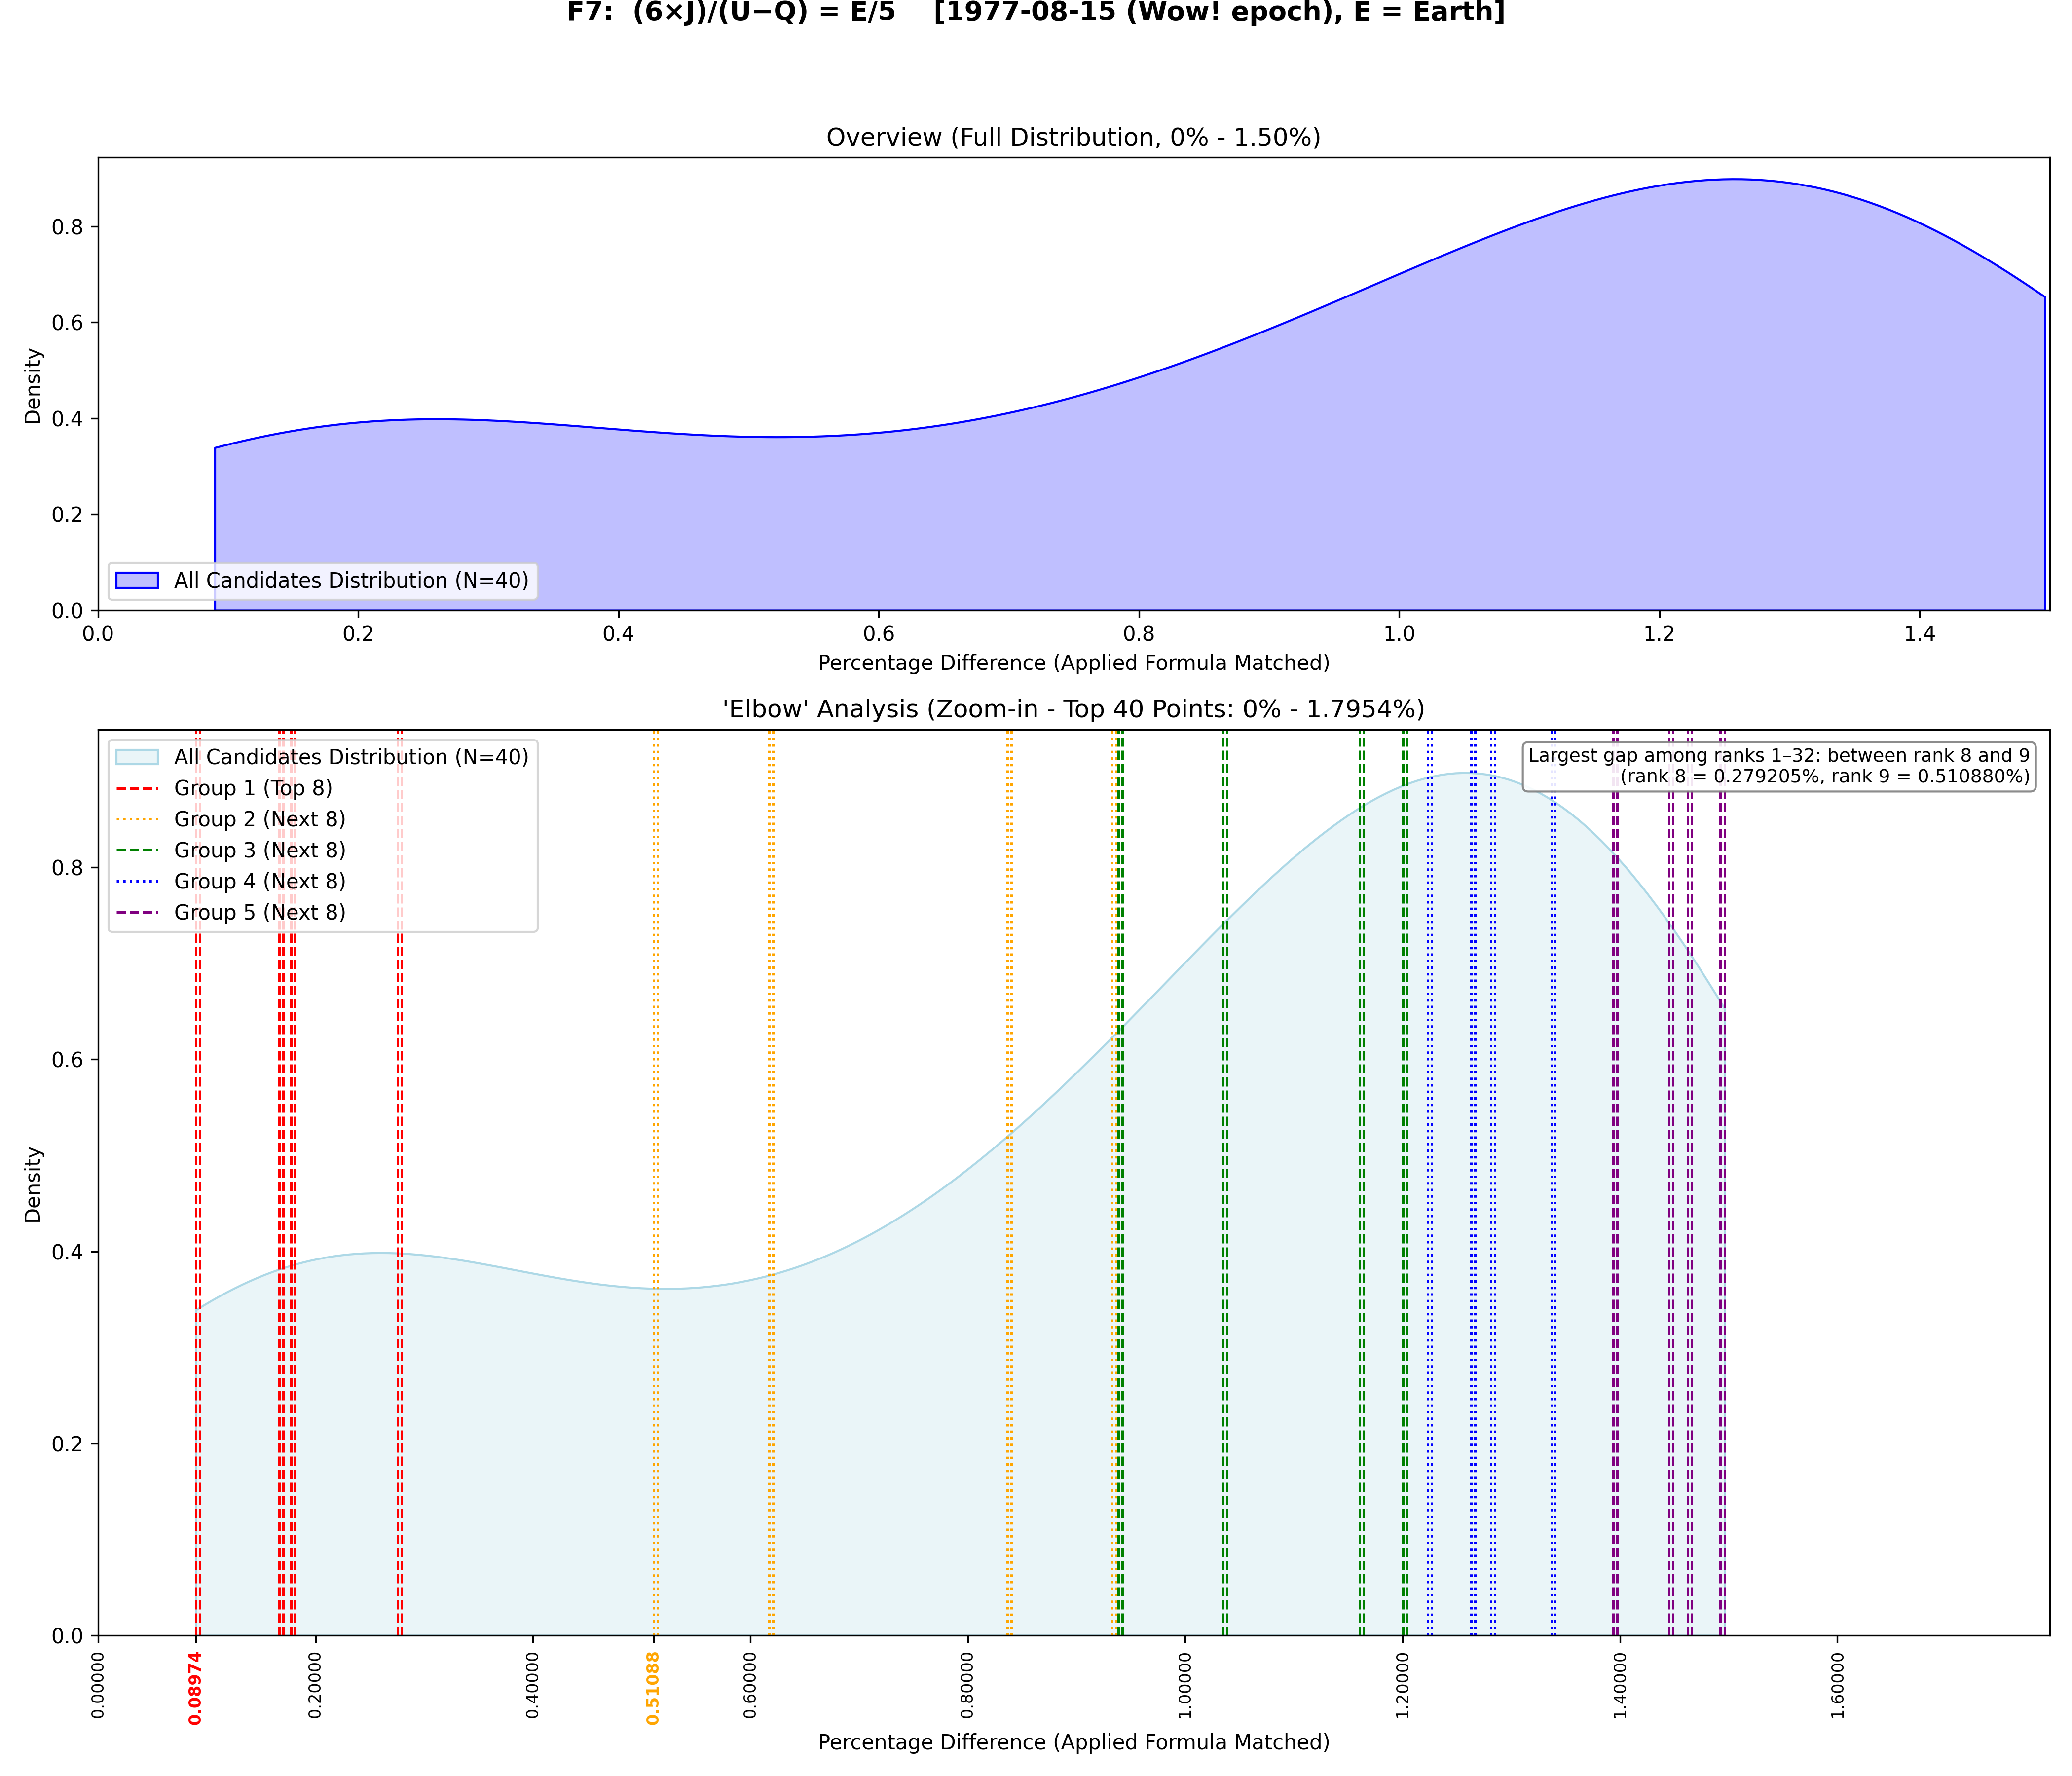 F7:  (6×J)/(U−Q) = E/5    [1977-08-15 (Wow! epoch), E = Earth]
Overview (Full Distribution, 0% - 1.50%)
Density
0.8
0.6
0.4
0.2
0.0
All Candidates Distribution (N=40)
0.0 0.2 0.4 0.6 0.8 1.0 1.2 1.4
Percentage Difference (Applied Formula Matched)
'Elbow' Analysis (Zoom-in - Top 40 Points: 0% - 1.7954%)
All Candidates Distribution (N=40)
Group 1 (Top 8)
Group 2 (Next 8)
Group 3 (Next 8)
Group 4 (Next 8)
Group 5 (Next 8)
Largest gap among ranks 1–32: between rank 8 and 9
(rank 8 = 0.279205%, rank 9 = 0.510880%)
Density
0.8
0.6
0.4
0.2
0.0
0.00000 0.08974 0.20000 0.40000 0.51088 0.60000 0.80000 1.00000 1.20000 1.40000 1.60000
Percentage Difference (Applied Formula Matched)